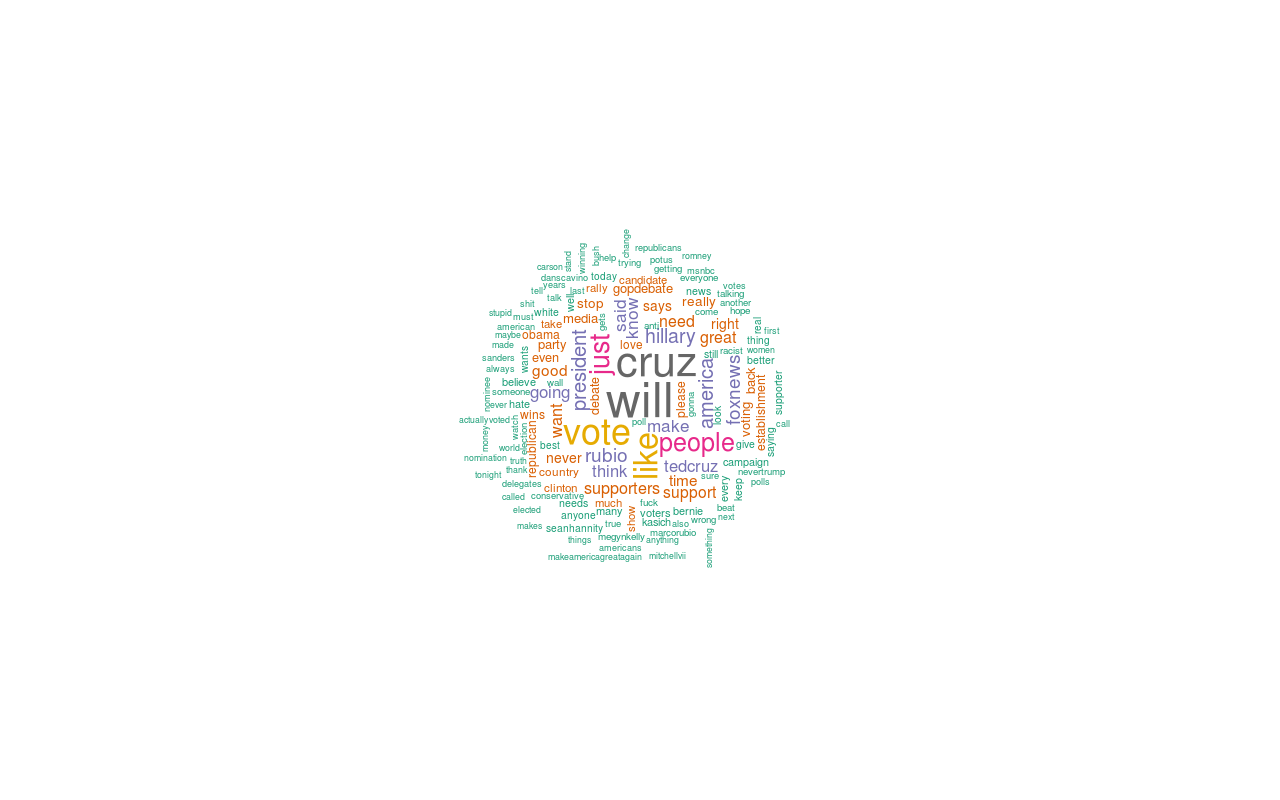 change
republicans
winning
bush
stand
help
trying
potus
romney
carson
getting
msnbc
danscavino
today
candidate
everyone
years
tell
last
rally
gopdebate
news
votes
talking
talk
well
shit
stop
said
know
says
really
another
stupid
must
white
media
gets
come
hope
american
take
anti
need
right
real
first
maybe
obama
president
just
hillary
great
thing
made
party
love
still
racist
women
sanders
wants
even
cruz
america
foxnews
better
always
good
back
believe
wall
will
please
gonna
supporter
nominee
someone
going
debate
establishment
ever
hate
want
look
voting
actually
voted
wins
vote
poll
make
call
money
watch
election
republican
like
people
give
saying
world
best
nomination
truth
never
rubio
tedcruz
campaign
tonight
thank
country
think
sure
nevertrump
delegates
clinton
supporters
time
every
keep
polls
called
conservative
support
needs
much
fuck
beat
elected
anyone
many
show
voters
bernie
next
makes
seanhannity
true
kasich
also
wrong
things
megynkelly
marcorubio
anything
something
americans
makeamericagreatagain
mitchellvii